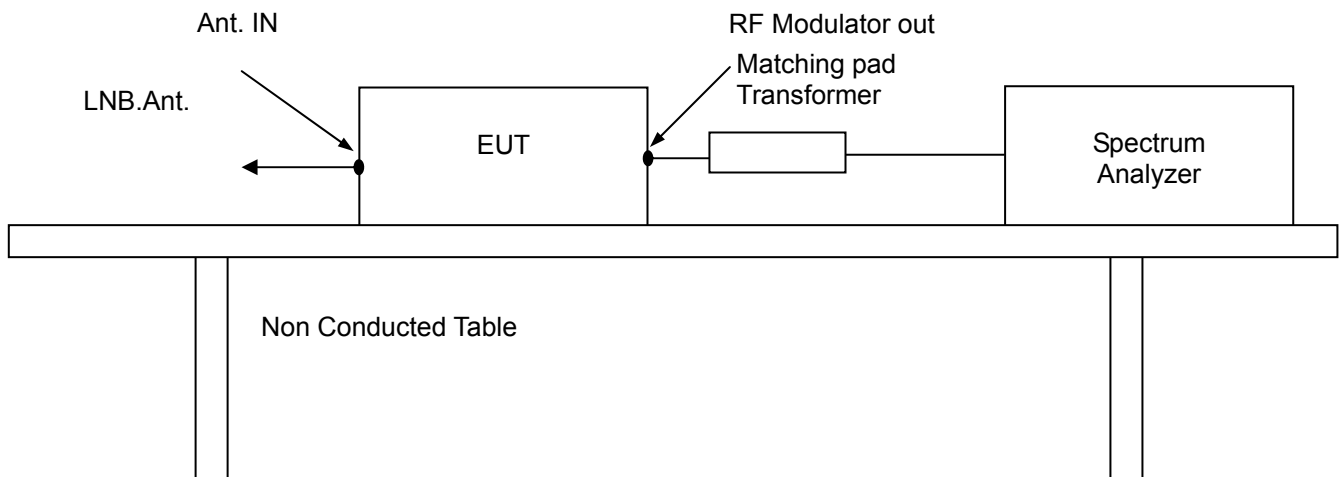 Ant. IN
RF Modulator out
LNB.Ant.
Matching pad
Transformer
EUT
Spectrum
Analyzer
Non Conducted Table